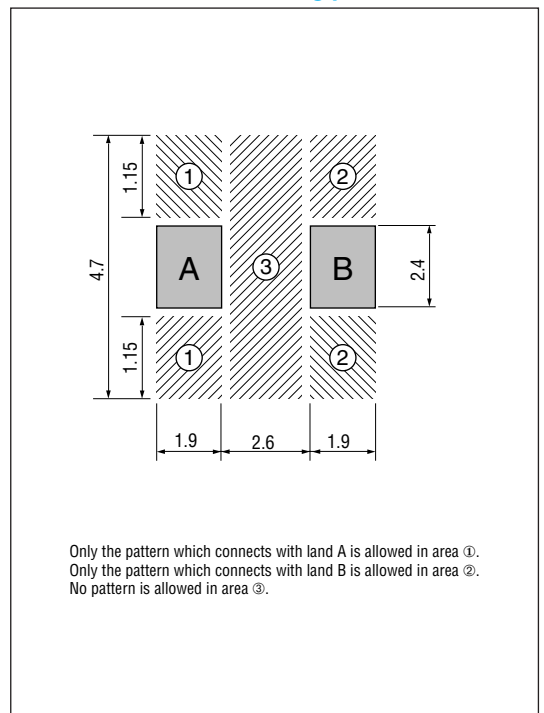 1.15
①
②
4.7
A
③
B
2.4
1.15
①
②
1.9
2.6
1.9
Only the pattern which connects with land A is allowed in area ①.
Only the pattern which connects with land B is allowed in area ②.
No pattern is allowed in area ③.